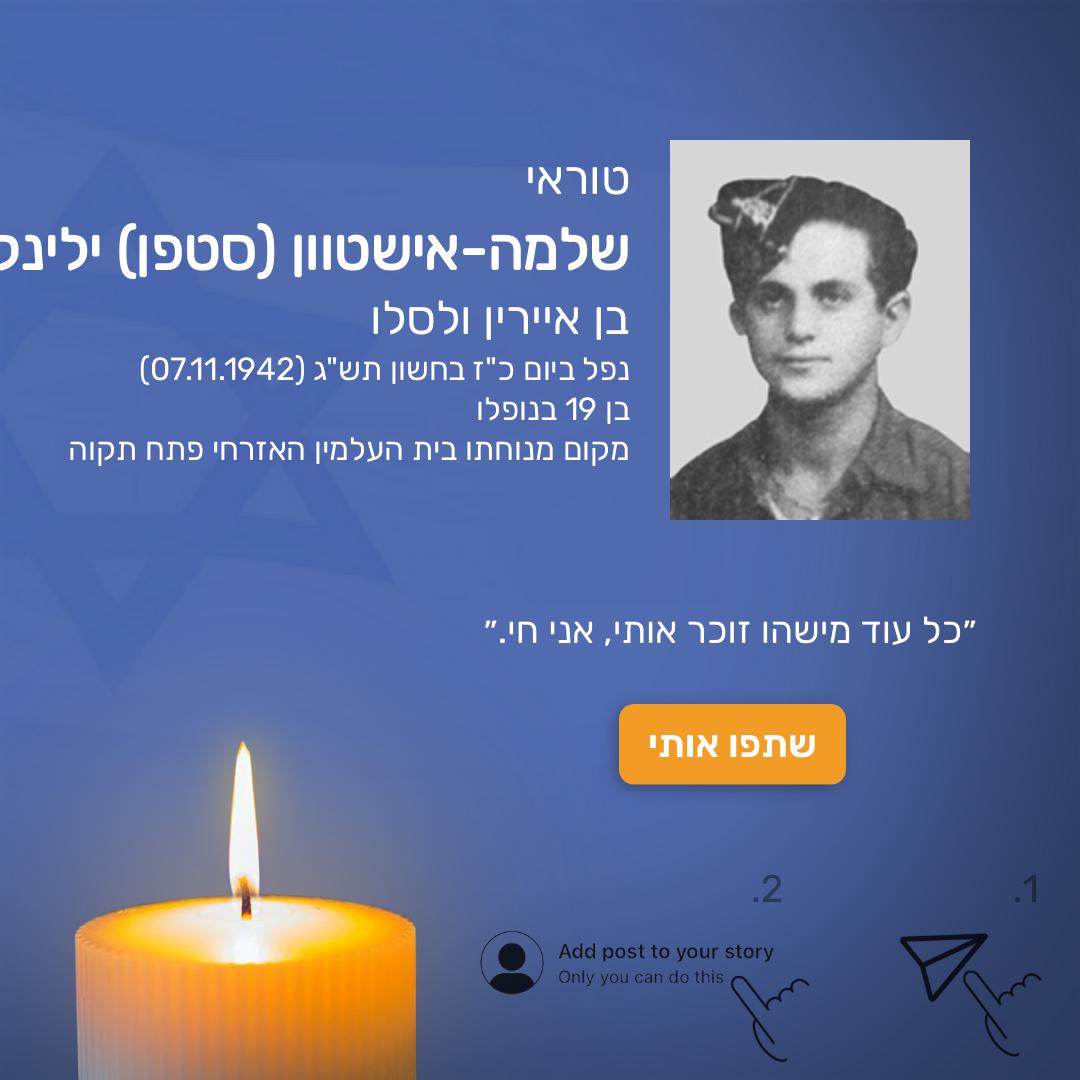 טוראי
שלמה-אישטוון (סטפן)
בן איירין ולסלו
נפל ביום כ"ז בחשון תש"ג (07.11.1942)
בן 19 בנופלו
מקום מנוחתו בית העלמין האזרחי פתח תקוה
״כל עוד מישהו זוכר אותי, אני חי.״
שתפו אותי
1.
2.
Add post to your story
Only you can do this